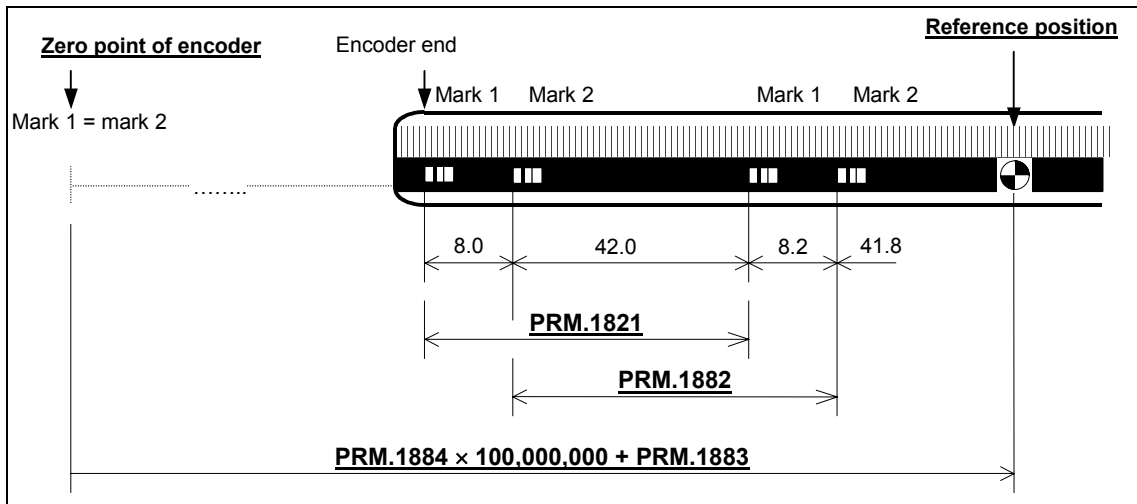 Zero point of encoder
Encoder end
Reference position
Mark 1
Mark 2
Mark 1
Mark 2
Mark 1 = mark 2
........
8.0
42.0
8.2
41.8
PRM.1821
PRM.1882
PRM.1884 × 100,000,000 + PRM.1883